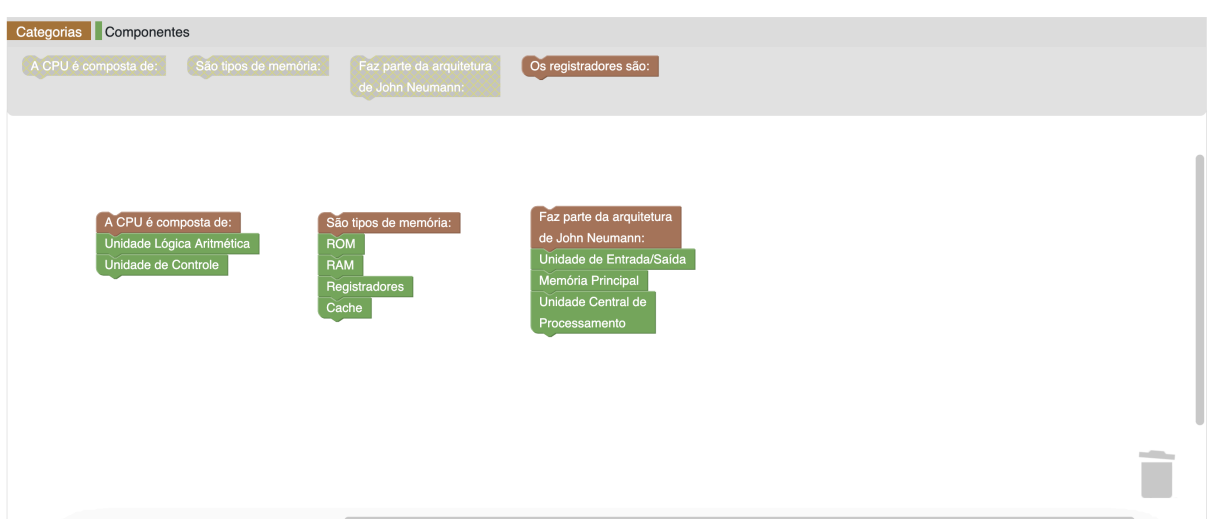 Categorias
Componentes
A CPU é composta de:
São tipos de memória:
Faz parte da arquitetura
de John Neumann:
Os registradores são:
A CPU é composta de:
Unidade Lógica Aritmética
Unidade de Controle
São tipos de memória:
ROM
RAM
Registradores
Cache
Faz parte da arquitetura
de John Neumann:
Unidade de Entrada/Saída
Memória Principal
Unidade Central de
Processamento